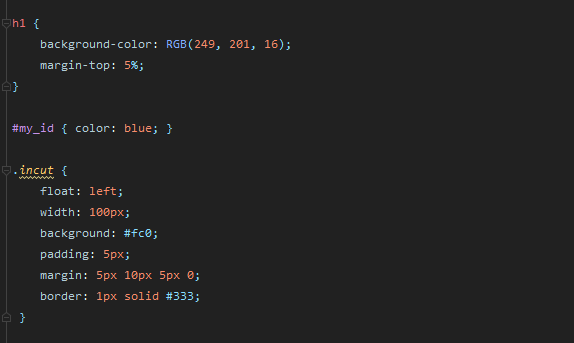 h1 {
background-color: RGB(249, 201, 16);
margin-top: 5%;
}
#my_id { color: blue; }
.incut {
float: left;
width: 100px;
background: #fc0;
padding: 5px;
margin: 5px 10px 5px 0;
border: 1px solid #333;
}